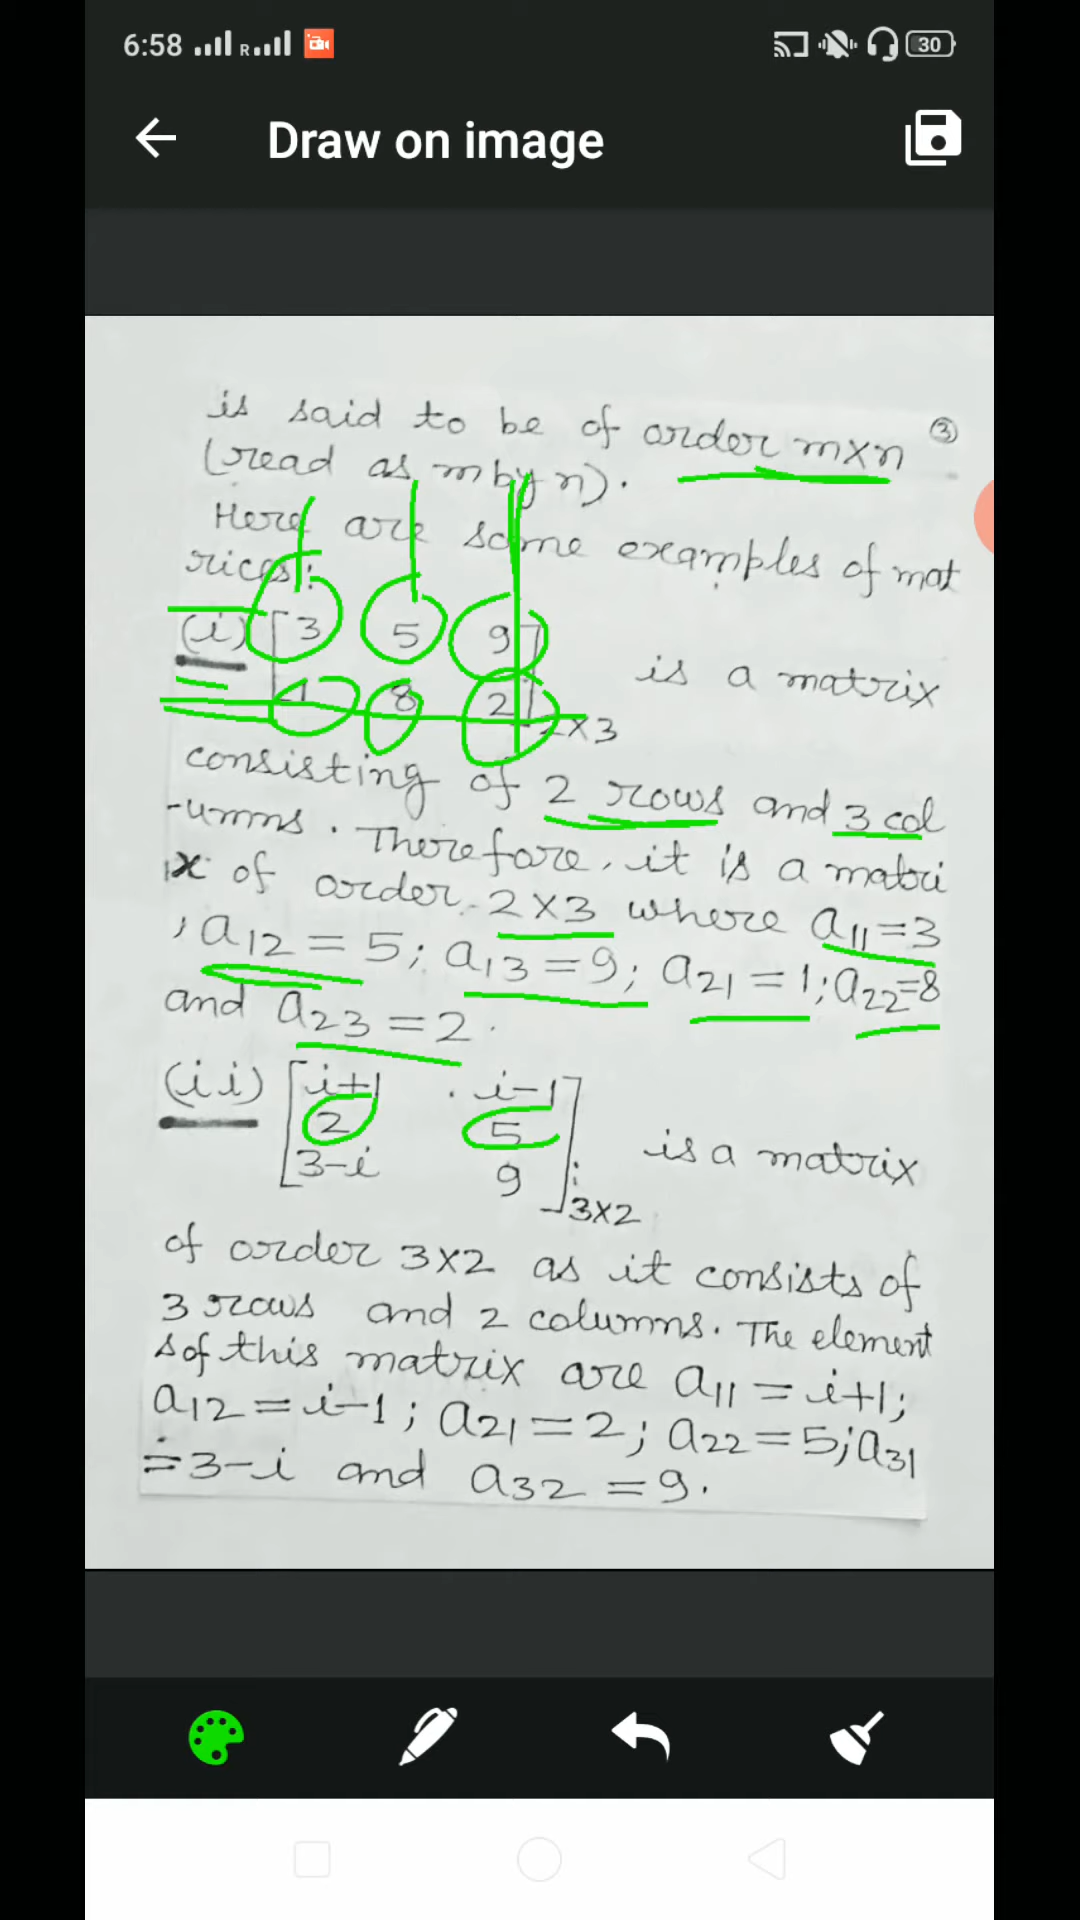 6:58 R 30
Draw on image
is said to be of order m×n ③
(read as m by n).
Here are some examples of mat
rices:
(i) [3 5 9]
[1 8 2] 2×3 is a matrix
consisting of 2 rows and 3 col
-umns. Therefore, it is a matri
x of order 2×3 where a11=3
; a12=5; a13=9; a21=1; a22=8
and a23=2.
(ii) [i+1 i-1]
2 5 is a matrix
3-i 9 3×2
of order 3×2 as it consists of
3 rows and 2 columns. The element
s of this matrix are a11=i+1;
a12=i-1; a21=2; a22=5; a31
=3-i and a32=9.